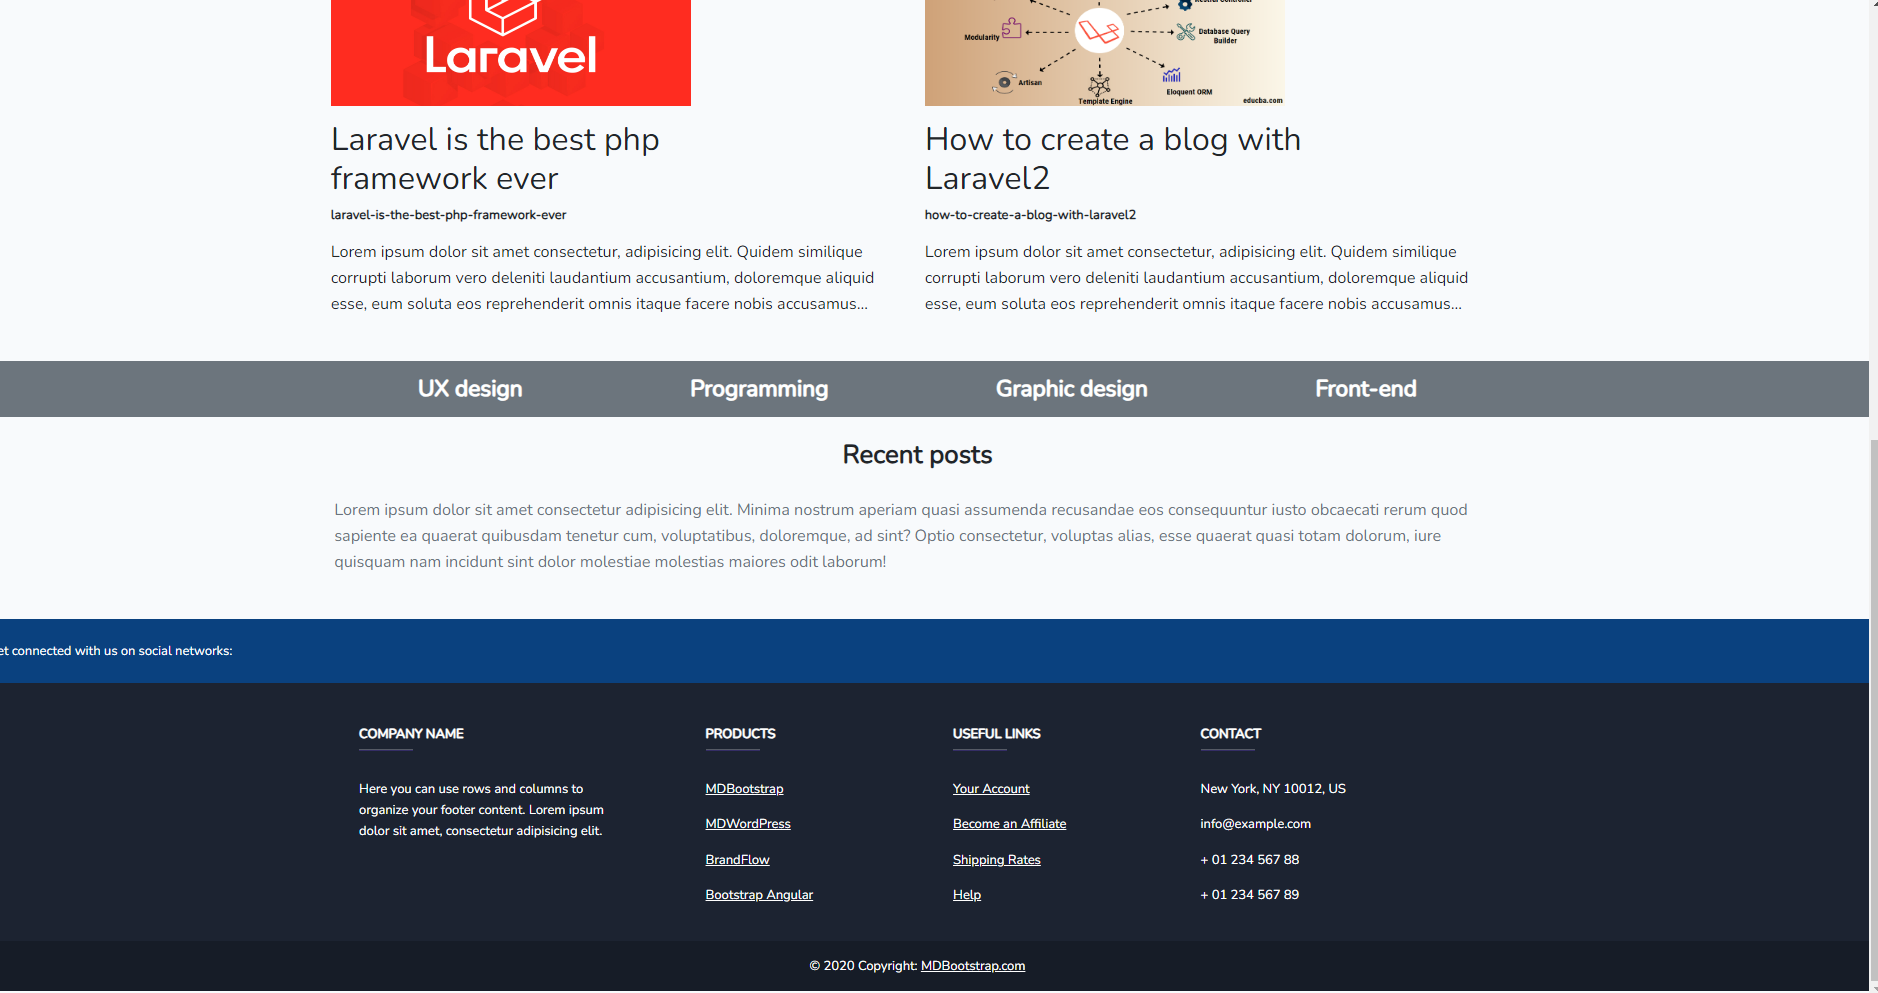 Laravel
Restful Controller
Modularity
Database Query
Builder
Artisan
Template Engine
Eloquent ORM
educba.com
Laravel is the best php
framework ever
laravel-is-the-best-php-framework-ever
Lorem ipsum dolor sit amet consectetur, adipisicing elit. Quidem similique
corrupti laborum vero deleniti laudantium accusantium, doloremque aliquid
esse, eum soluta eos reprehenderit omnis itaque facere nobis accusamus...
How to create a blog with
Laravel2
how-to-create-a-blog-with-laravel2
Lorem ipsum dolor sit amet consectetur, adipisicing elit. Quidem similique
corrupti laborum vero deleniti laudantium accusantium, doloremque aliquid
esse, eum soluta eos reprehenderit omnis itaque facere nobis accusamus...
UX design Programming Graphic design Front-end
Recent posts
Lorem ipsum dolor sit amet consectetur adipisicing elit. Minima nostrum aperiam quasi assumenda recusandae eos consequuntur iusto obcaecati rerum quod
sapiente ea quaerat quibusdam tenetur cum, voluptatibus, doloremque, ad sint? Optio consectetur, voluptas alias, esse quaerat quasi totam dolorum, iure
quisquam nam incidunt sint dolor molestiae molestias maiores odit laborum!
et connected with us on social networks:
COMPANY NAME
Here you can use rows and columns to
organize your footer content. Lorem ipsum
dolor sit amet, consectetur adipisicing elit.
PRODUCTS
MDBootstrap
MDWordPress
BrandFlow
Bootstrap Angular
USEFUL LINKS
Your Account
Become an Affiliate
Shipping Rates
Help
CONTACT
New York, NY 10012, US
info@example.com
+ 01 234 567 88
+ 01 234 567 89
© 2020 Copyright: MDBootstrap.com